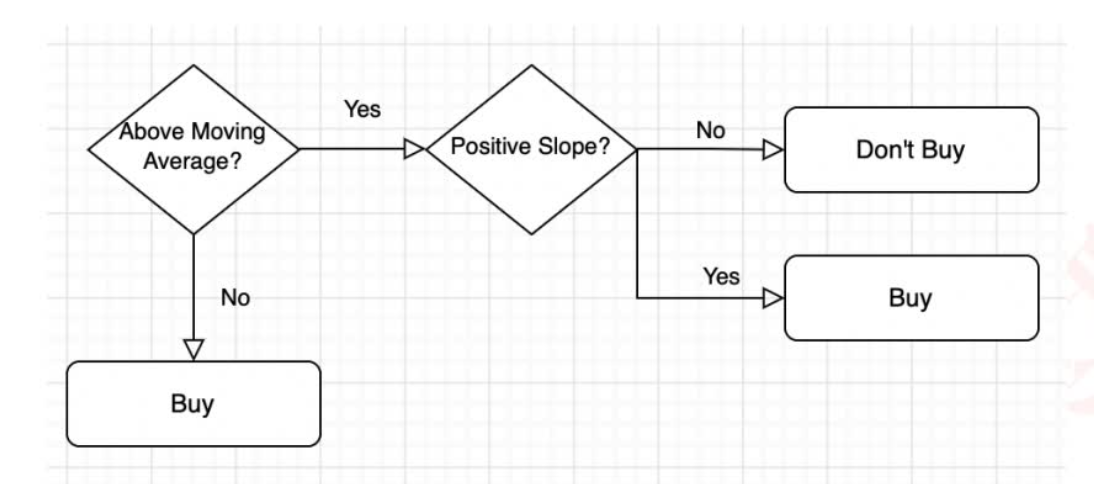 Above Moving
Average?
Yes
Positive Slope?
No
Don't Buy
Yes
Buy
No
Buy